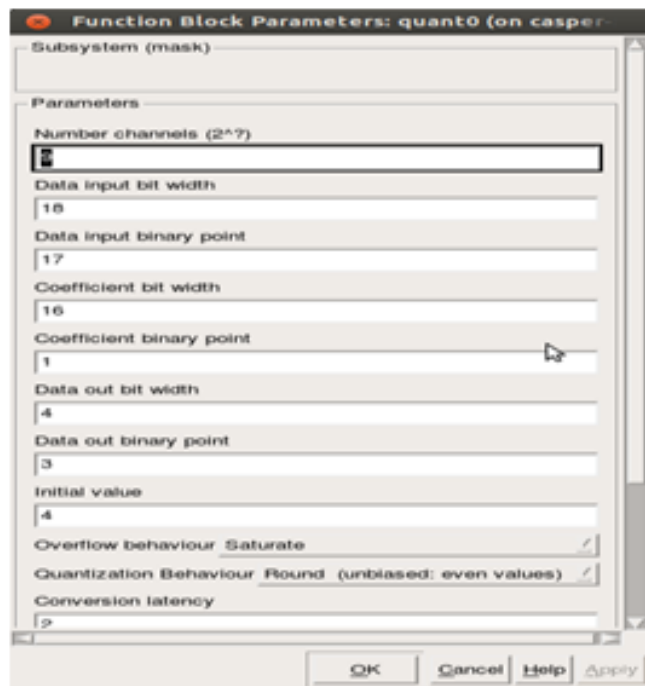 Function Block Parameters: quant0 (on casper-
Subsystem (mask)
Parameters
Number channels (2^?)
Data input bit width
18
Data input binary point
17
Coefficient bit width
16
Coefficient binary point
1
Data out bit width
4
Data out binary point
3
Initial value
4
Overflow behaviour Saturate
Quantization Behaviour Round (unbiased: even values)
Conversion latency
2
OK Cancel Help Apply